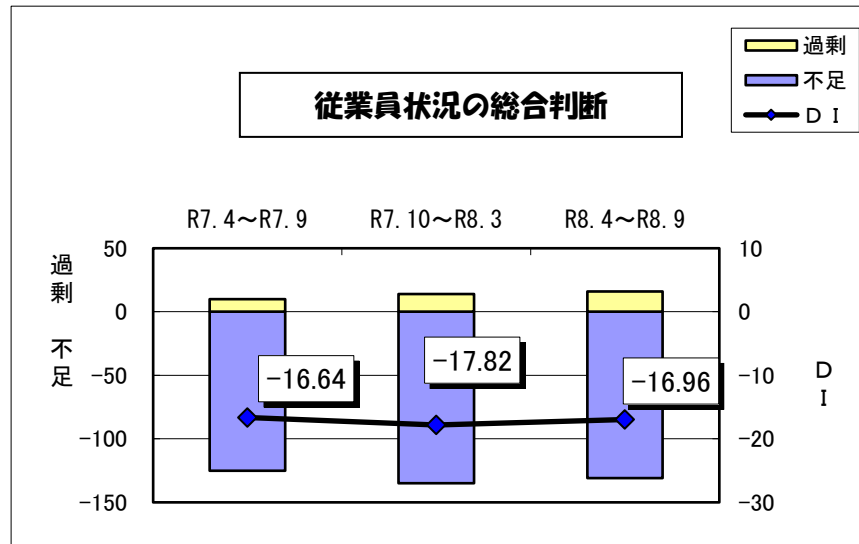 過剰
不足
ＤＩ
従業員状況の総合判断
R7.4～R7.9
R7.10～R8.3
R8.4～R8.9
50
0
-50
-100
-150
過剰 不足
10
0
-10
-20
-30
ＤＩ
-16.64
-17.82
-16.96